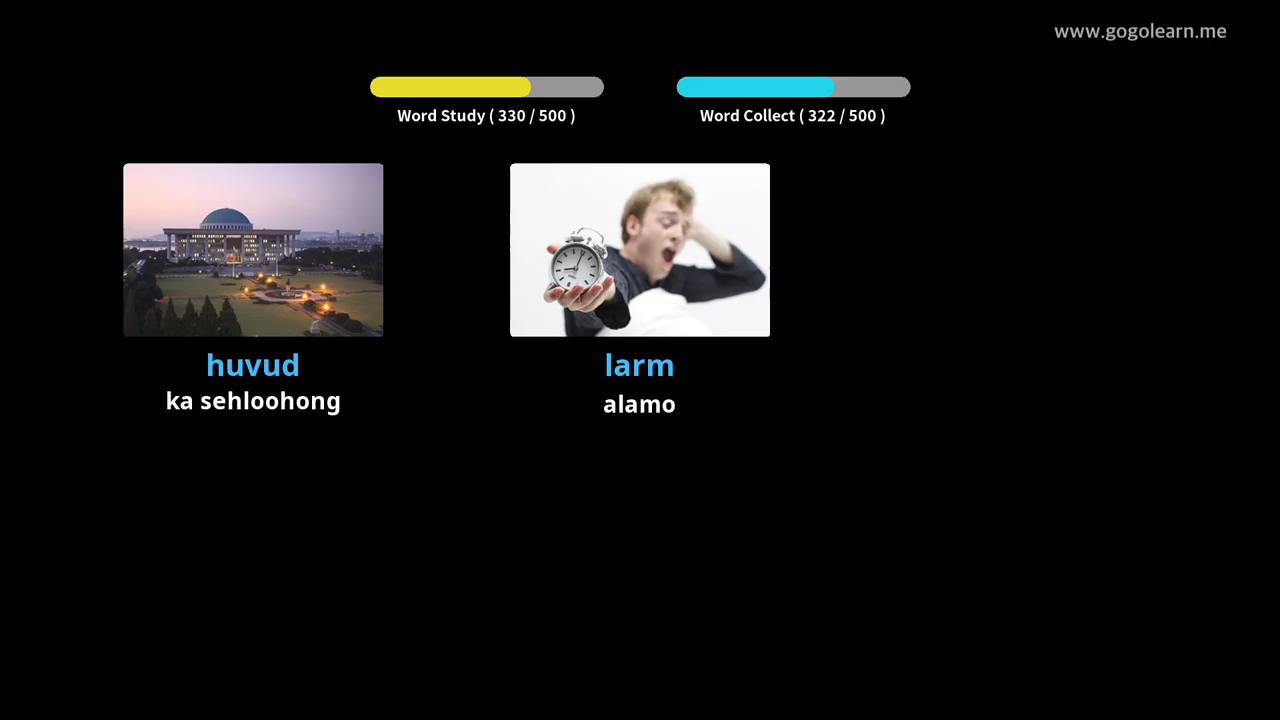 www.gogolearn.me
Word Study ( 330 / 500 )
Word Collect ( 322 / 500 )
huvud
ka sehloohong
larm
alamo